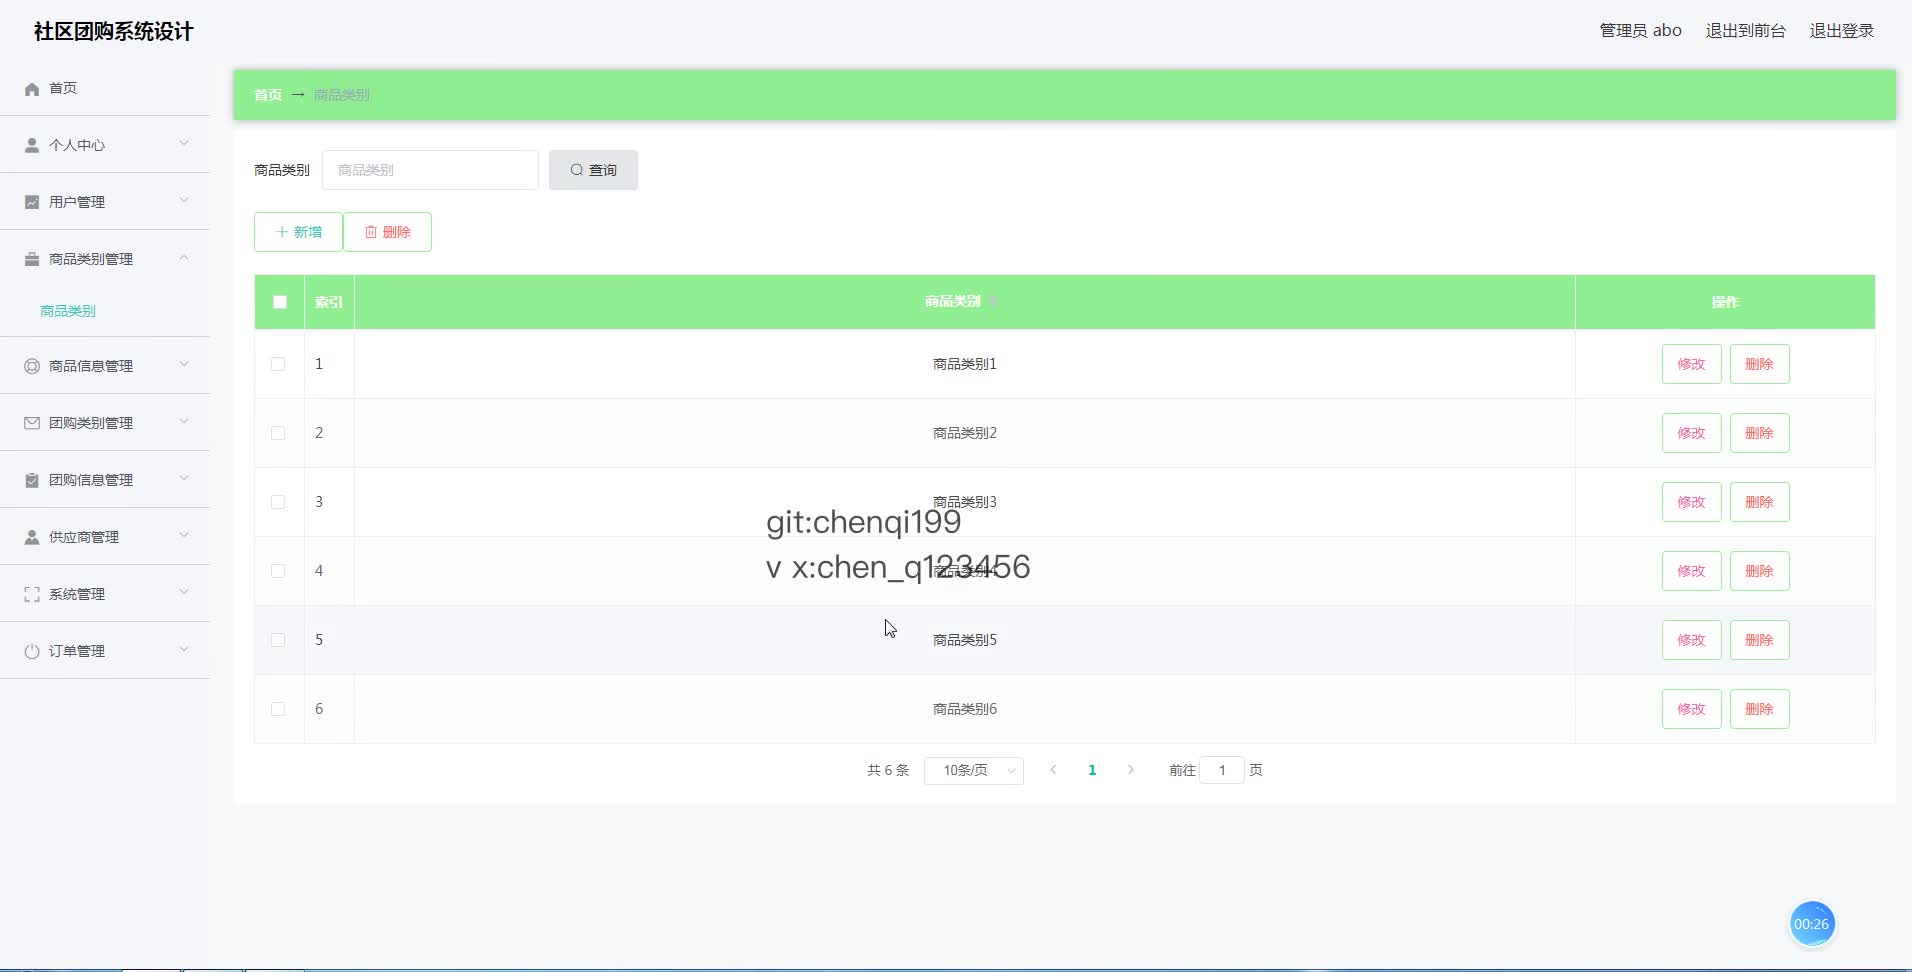 社区团购系统设计
管理员 abo 退出到前台 退出登录
首页
个人中心
用户管理
商品类别管理
商品类别
商品信息管理
团购类别管理
团购信息管理
供应商管理
系统管理
订单管理
首页 → 商品类别
商品类别 商品类别 查询
新增 删除
索引 商品类别 操作
1 商品类别1 修改 删除
2 商品类别2 修改 删除
3 商品类别3 修改 删除
git:chenqi199
4 商品类别4 修改 删除
v x:chen_q123456
5 商品类别5 修改 删除
6 商品类别6 修改 删除
共 6 条 10条/页 1 前往 1 页
00:26